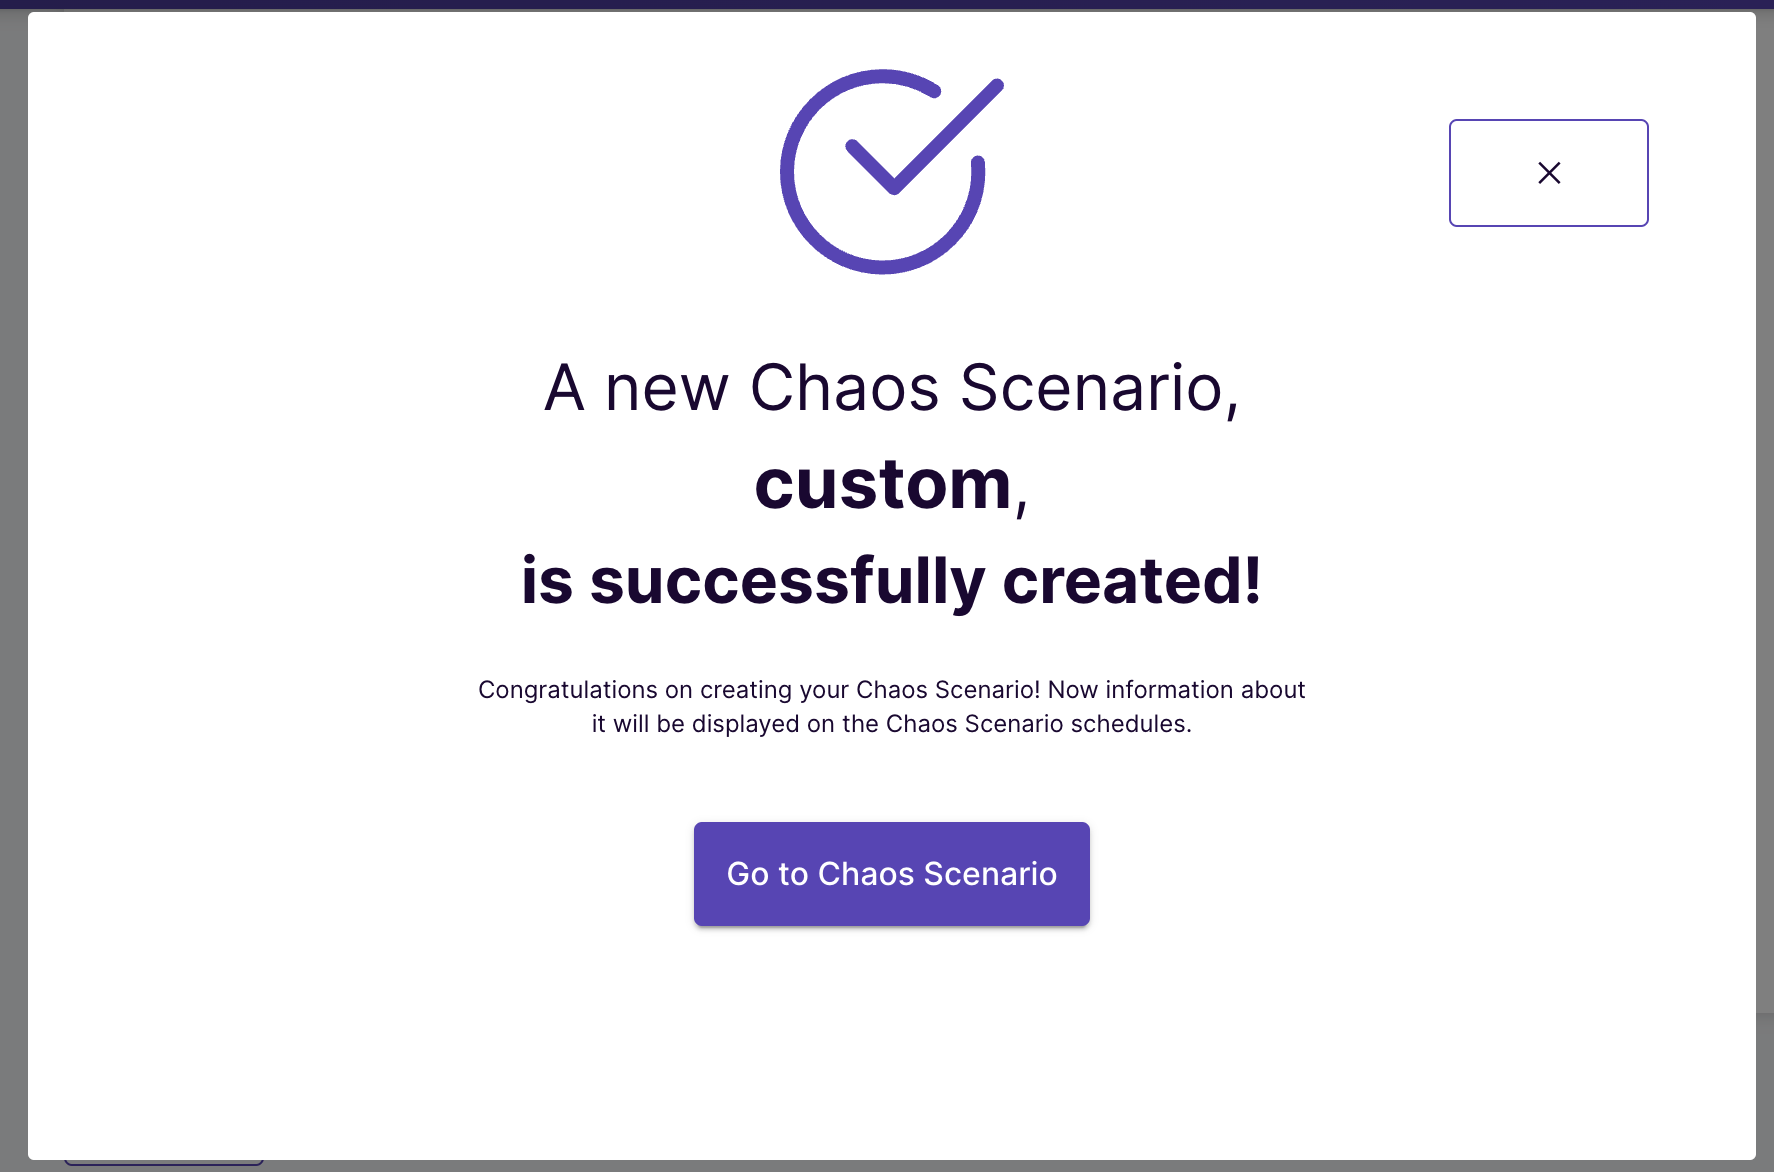 A new Chaos Scenario,
custom,
is successfully created!
Congratulations on creating your Chaos Scenario! Now information about
it will be displayed on the Chaos Scenario schedules.
Go to Chaos Scenario